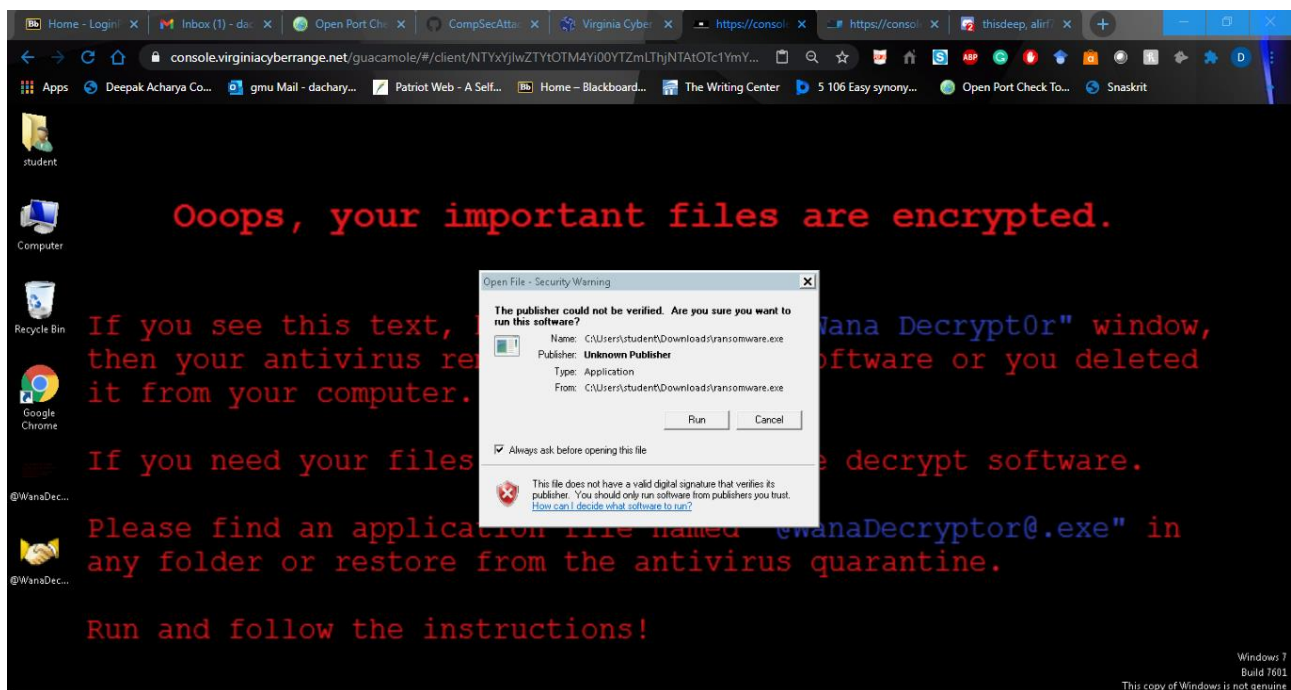 Home - Login
Inbox (1) - dac
Open Port Che
CompSecAttac
Virginia Cyber
https://console
https://consol
thisdeep, alirf
console.virginiacyberrange.net/guacamole/#/client/
Apps
Deepak Acharya Co...
gmu Mail - dachary...
Patriot Web - A Self...
Home – Blackboard...
The Writing Center
5 106 Easy synony...
Open Port Check To...
Snaskrit
student
Computer
Recycle Bin
Google
Chrome
@WanaDec...
@WanaDec...
Ooops, your important files are encrypted.
If you see this text, Wana Decrypt0r" window,
then your antivirus software or you deleted
it from your computer.
If you need your files decrypt software.
Please find an application file named "@WanaDecryptor@.exe" in
any folder or restore from the antivirus quarantine.
Run and follow the instructions!
Open File - Security Warning
The publisher could not be verified. Are you sure you want to
run this software?
Name: C:\Users\student\Downloads\ransomware.exe
Publisher: Unknown Publisher
Type: Application
From: C:\Users\student\Downloads\ransomware.exe
Run
Cancel
Always ask before opening this file
This file does not have a valid digital signature that verifies its
publisher. You should only run software from publishers you trust.
How can I decide what software to run?
Windows 7
Build 7601
This copy of Windows is not genuine